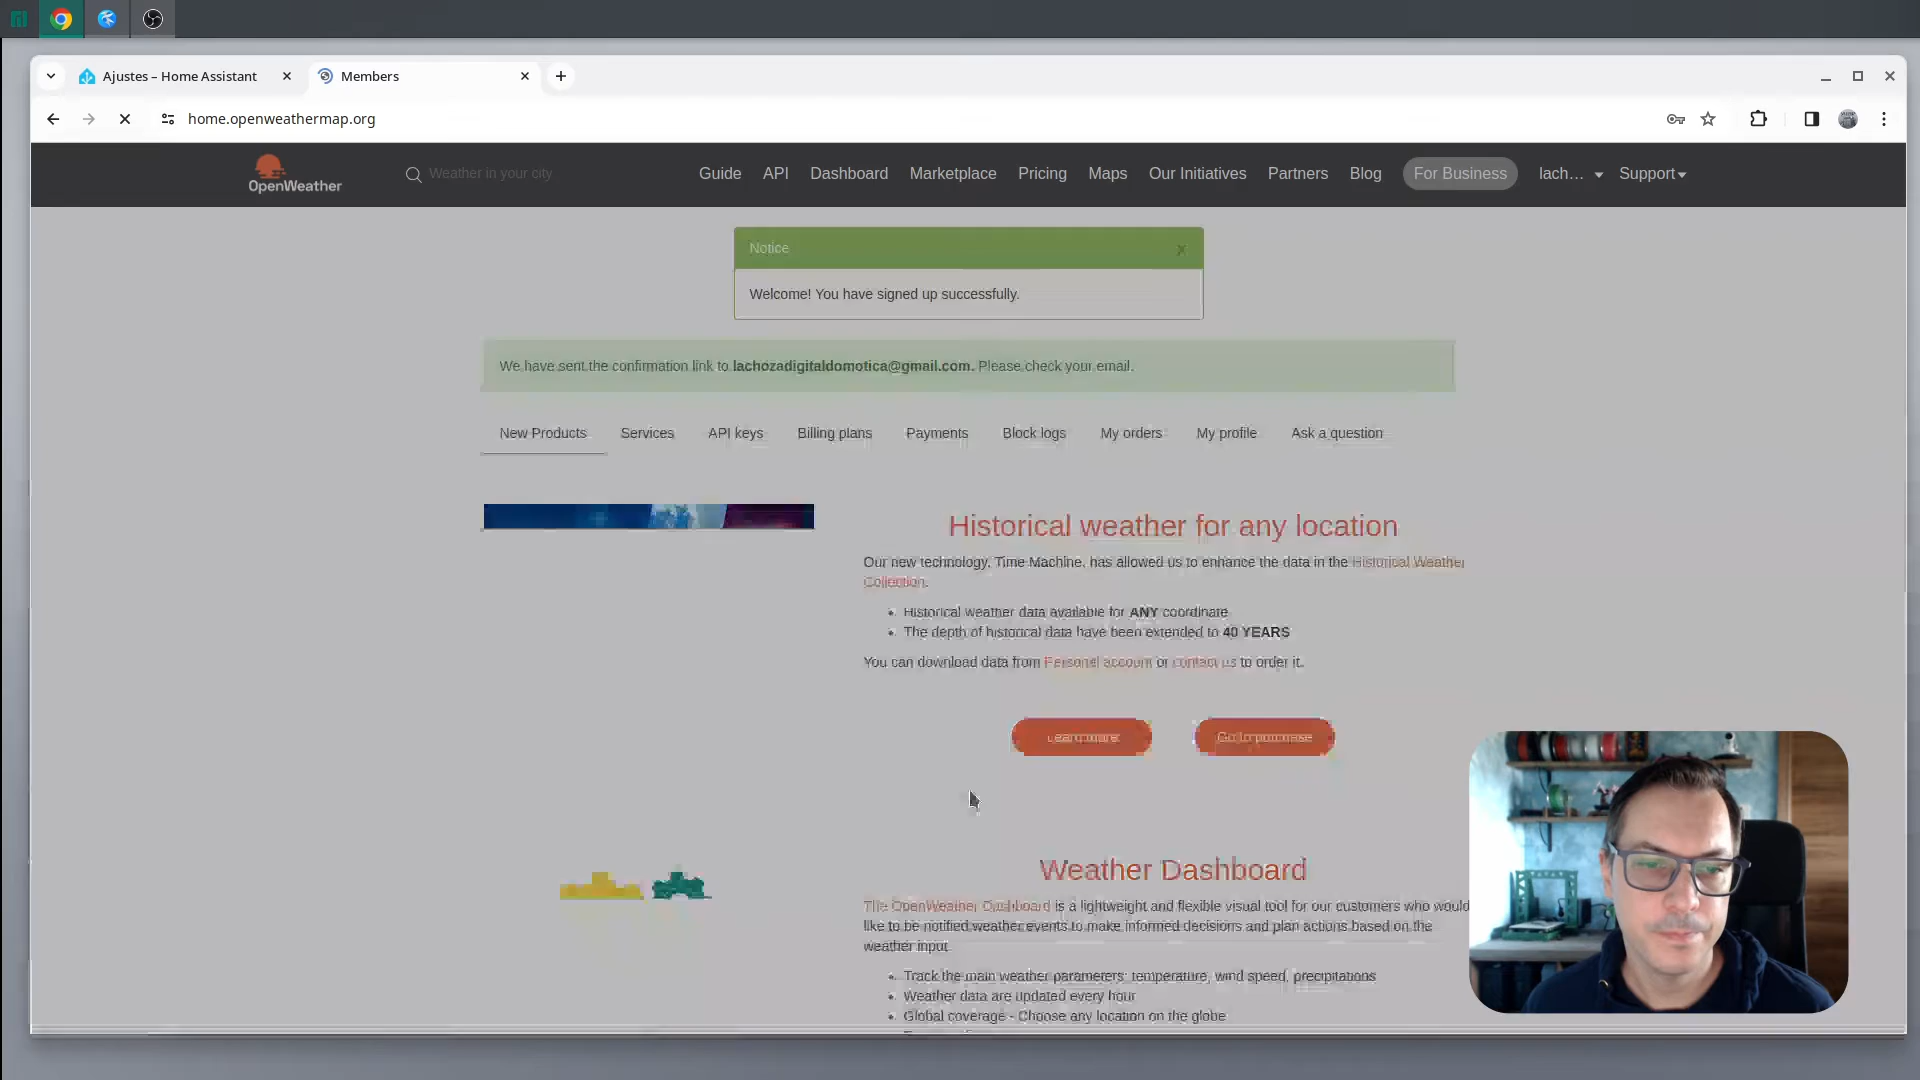 Ajustes – Home Assistant
Members
home.openweathermap.org
OpenWeather
Weather in your city
Guide API Dashboard Marketplace Pricing Maps Our Initiatives Partners Blog For Business lach... Support
Notice x
Welcome! You have signed up successfully.
We have sent the confirmation link to lachozadigitaldomotica@gmail.com. Please check your email.
New Products Services API keys Billing plans Payments Block logs My orders My profile Ask a question
Historical weather for any location
Our new technology, Time Machine, has allowed us to enhance the data in the Historical Weather
Collection.
Historical weather data available for ANY coordinate
The depth of historical data have been extended to 40 YEARS
You can download data from Personal account or contact us to order it.
Learn more Go to purchase
Weather Dashboard
The OpenWeather Dashboard is a lightweight and flexible visual tool for our customers who would
like to be notified weather events to make informed decisions and plan actions based on the
weather input.
Track the main weather parameters: temperature, wind speed, precipitations
Weather data are updated every hour
Global coverage - Choose any location on the globe